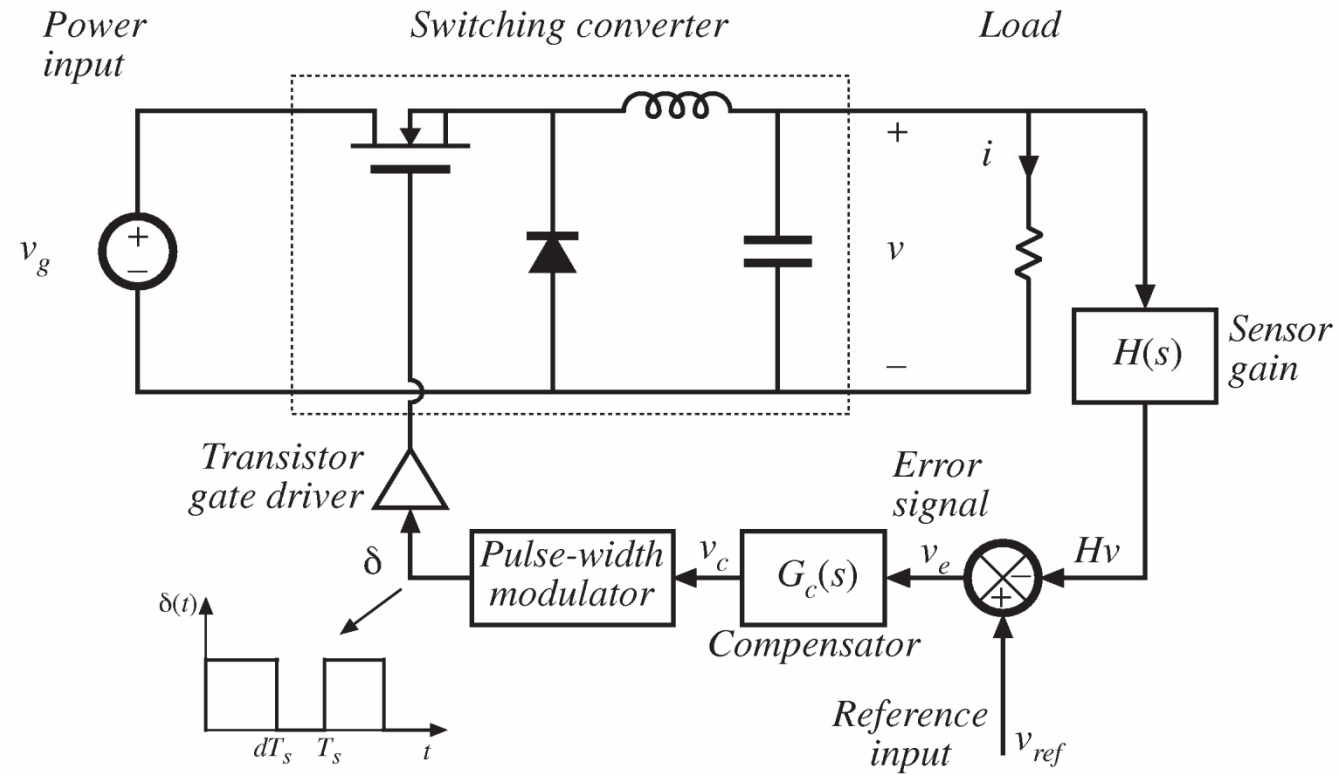 Power
input
Switching converter
Load
v_g
+
−
+
v
−
i
H(s)
Sensor
gain
Transistor
gate driver
Error
signal
δ
Pulse-width
modulator
v_c
G_c(s)
Compensator
v_e
−
+
Hv
δ(t)
dT_s
T_s
t
Reference
input
v_ref